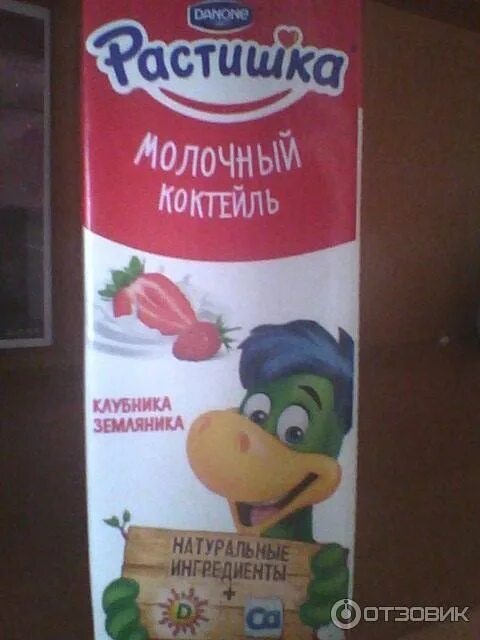 DANONE
Растишка
МОЛОЧНЫЙ
КОКТЕЙЛЬ
КЛУБНИКА
ЗЕМЛЯНИКА
НАТУРАЛЬНЫЕ
ИНГРЕДИЕНТЫ
+
D Ca
ОТЗОВИК